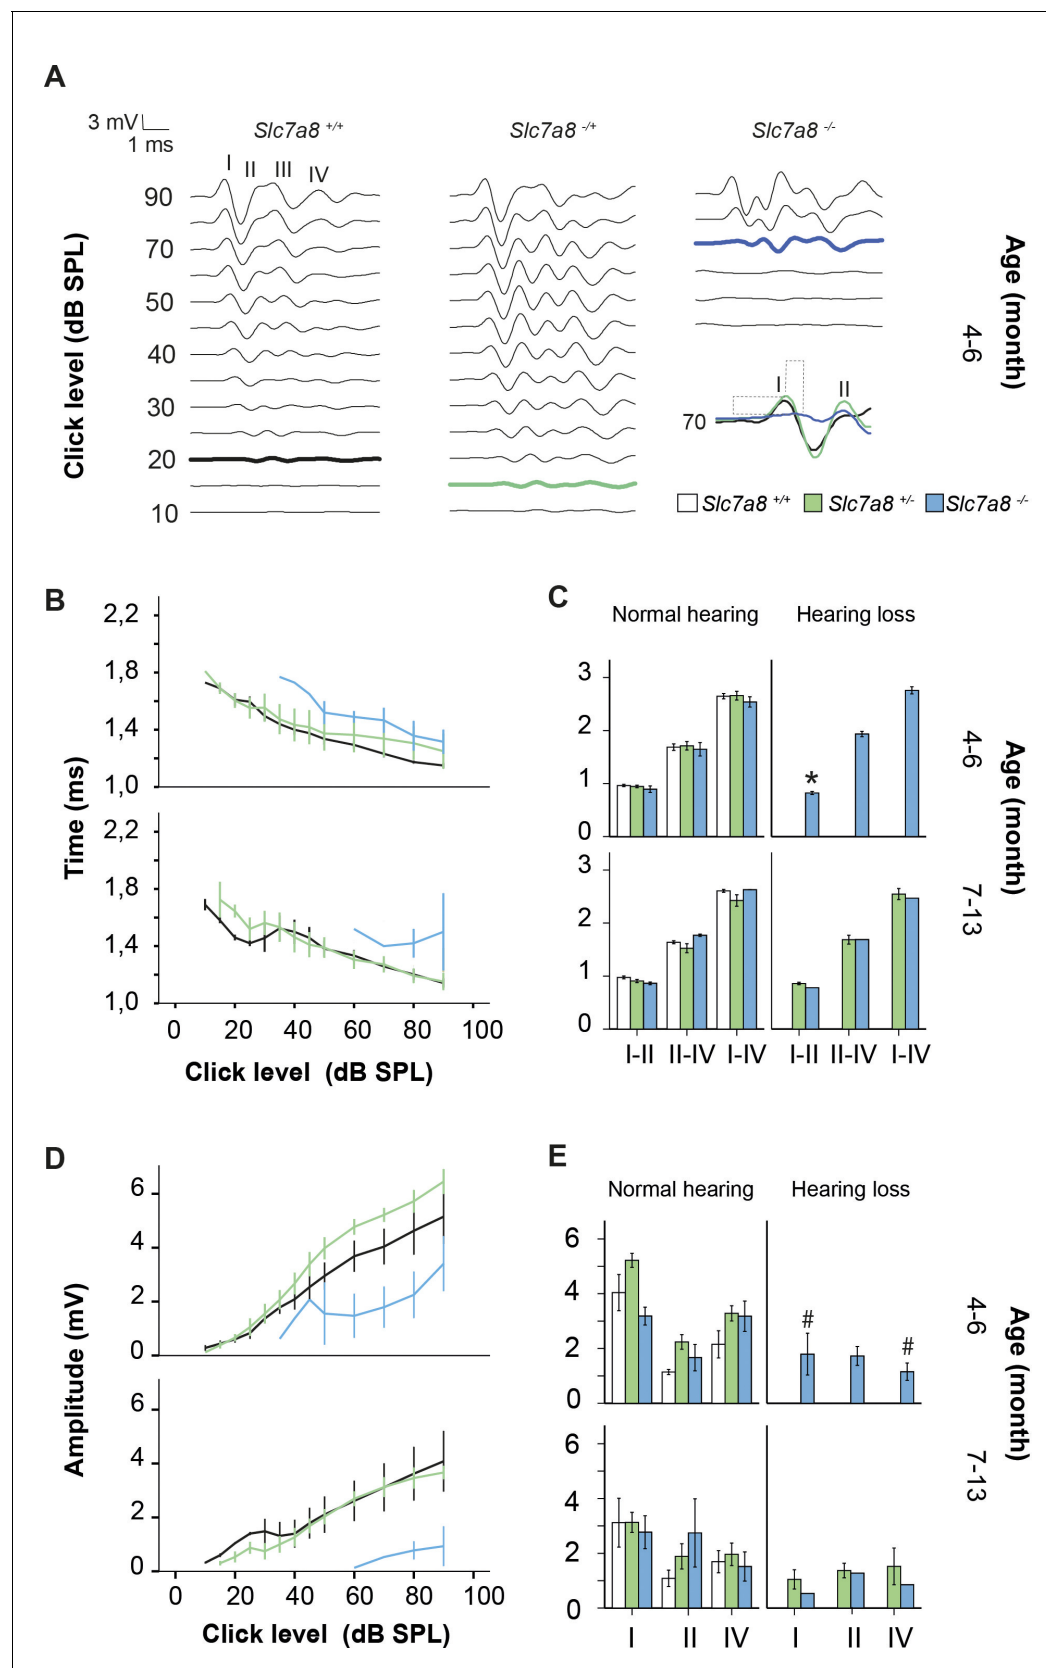 A
3 mV
1 ms
Slc7a8 +/+
Slc7a8 -/+
Slc7a8 -/-
I II III IV
90
70
50
40
30
20
10
Click level (dB SPL)
I II
70
Slc7a8 +/+ Slc7a8 +/- Slc7a8 -/-
4-6
Age (month)
B
2,2
1,8
1,4
1,0
2,2
1,8
1,4
1,0
Time (ms)
0 20 40 60 80 100
Click level (dB SPL)
C
Normal hearing Hearing loss
3
2
1
0
*
3
2
1
0
I-II II-IV I-IV I-II II-IV I-IV
4-6
7-13
Age (month)
D
6
4
2
0
6
4
2
0
Amplitude (mV)
0 20 40 60 80 100
Click level (dB SPL)
E
Normal hearing Hearing loss
6
4
2
0
# #
6
4
2
0
I II IV I II IV
4-6
7-13
Age (month)